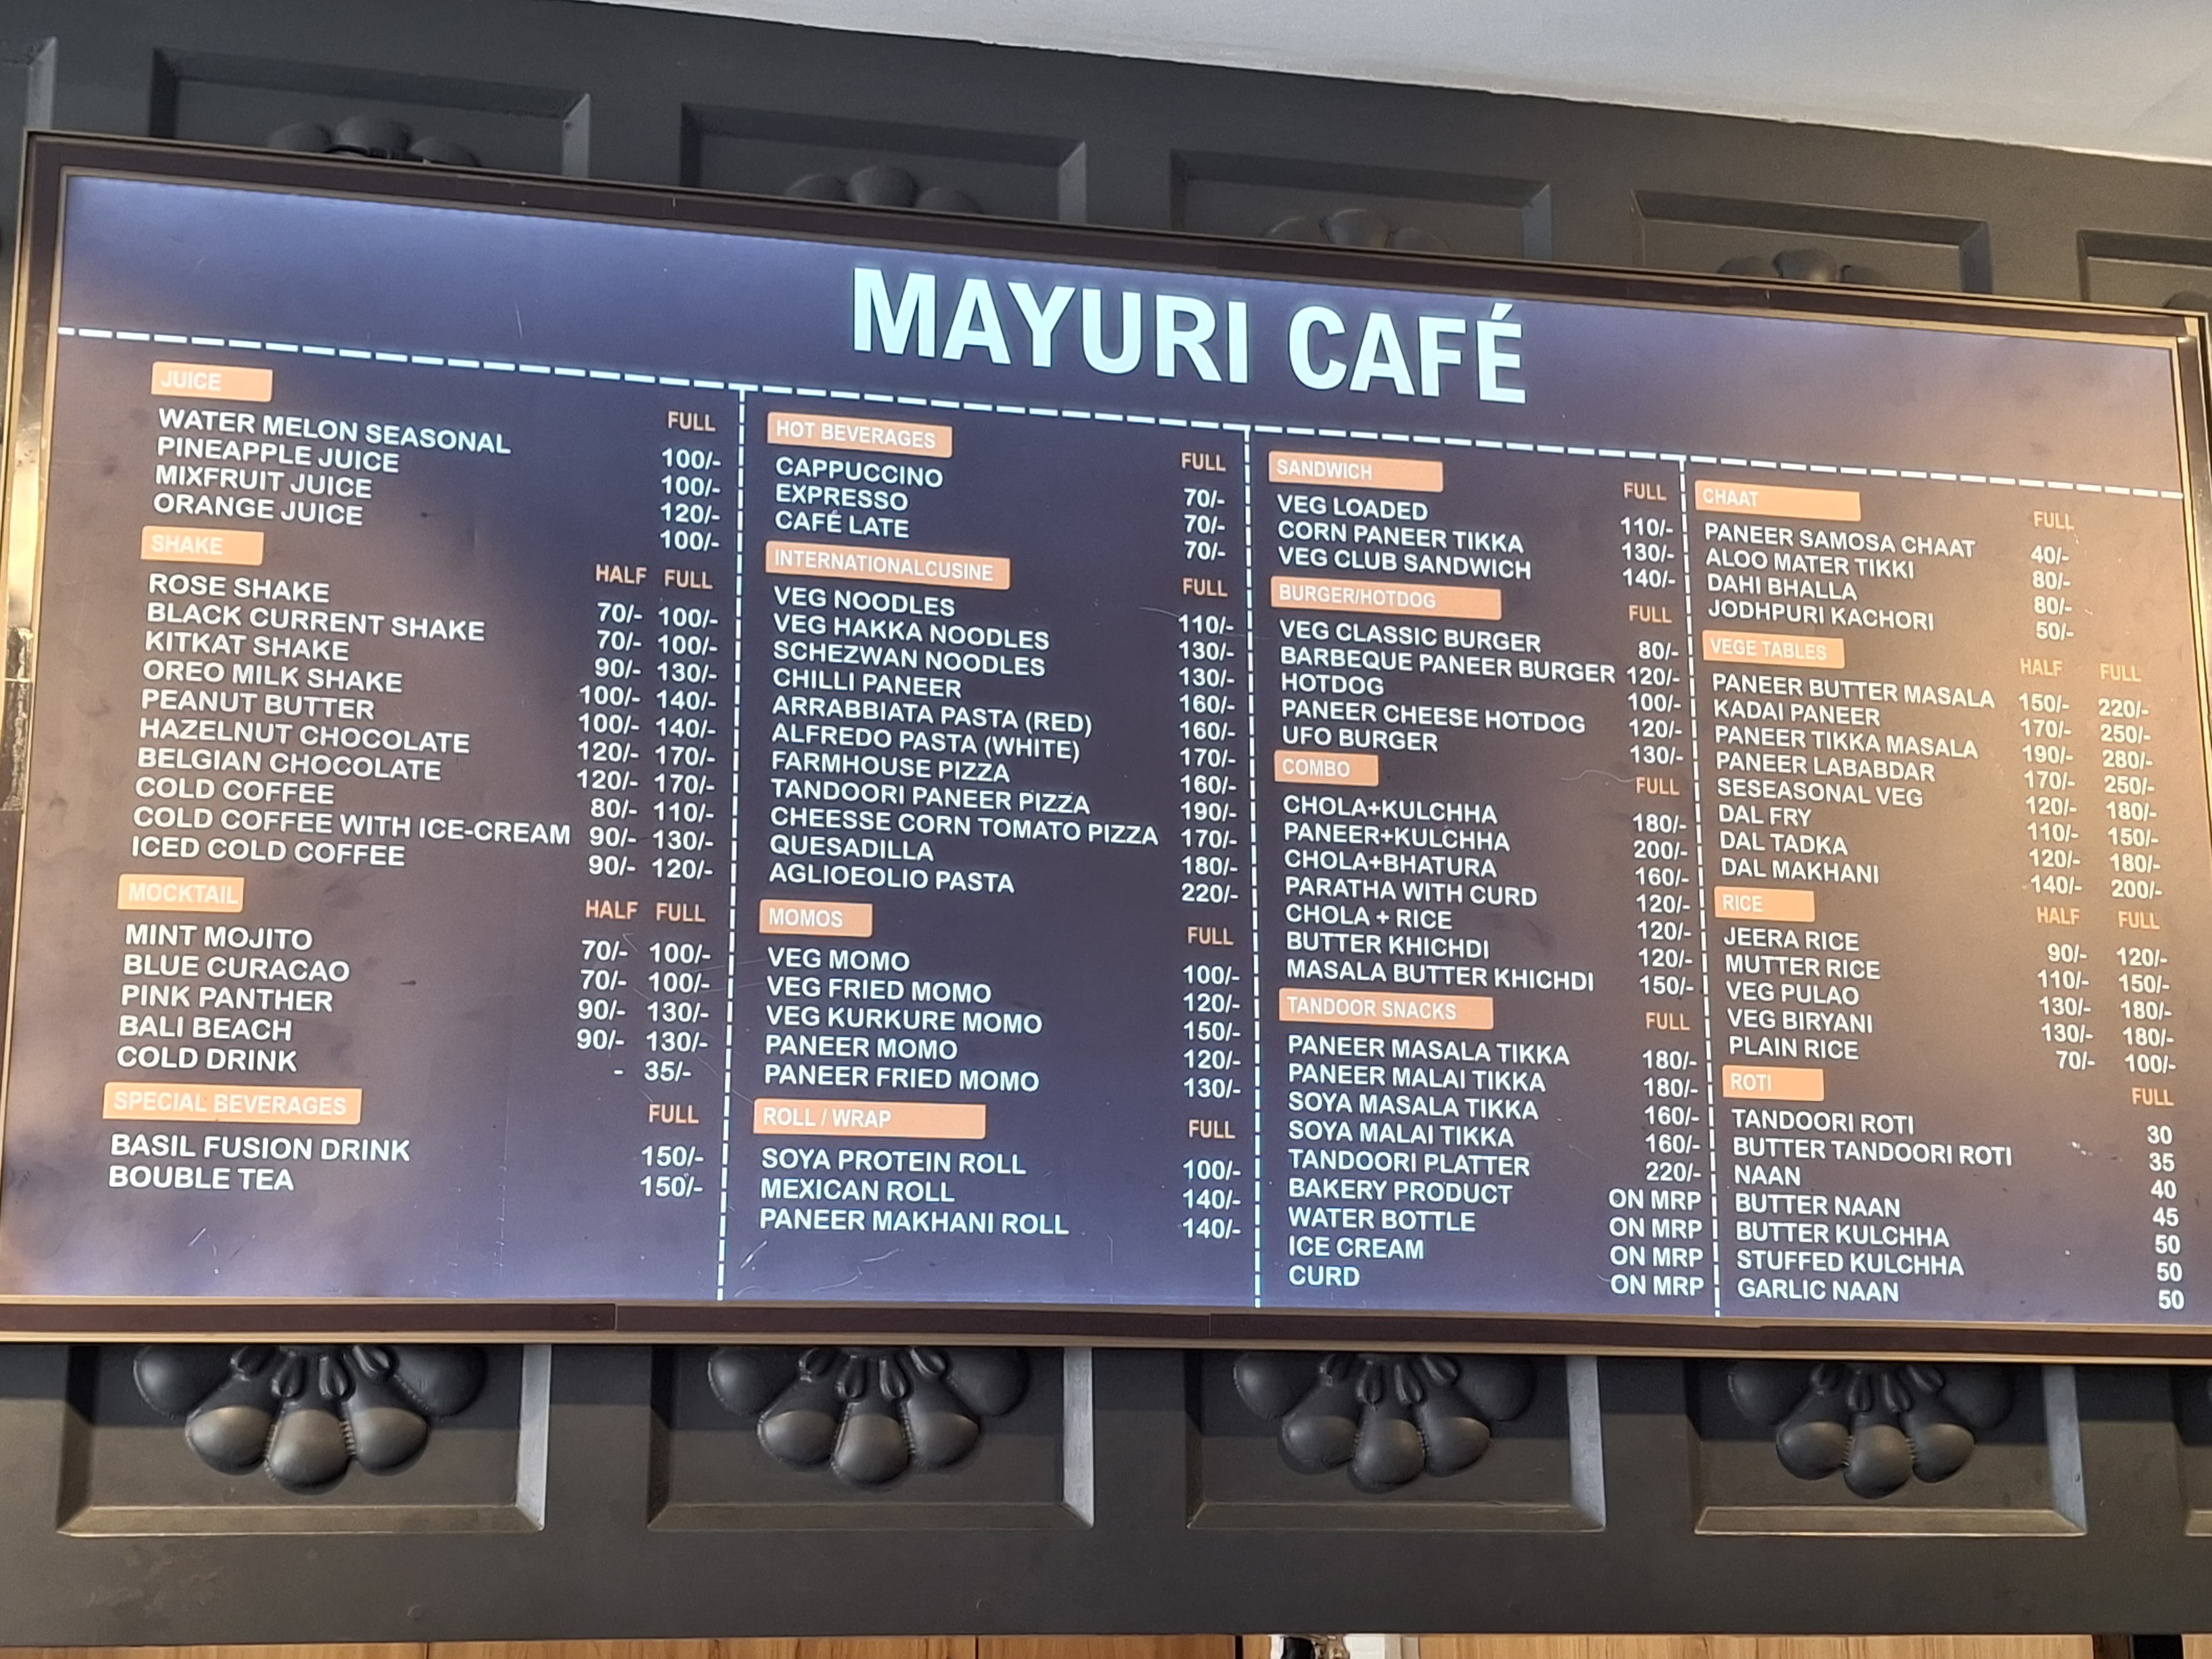 MAYURI CAFÉ
JUICE
FULL
WATER MELON SEASONAL 100/-
PINEAPPLE JUICE 100/-
MIXFRUIT JUICE 120/-
ORANGE JUICE 100/-
SHAKE
HALF FULL
ROSE SHAKE 70/- 100/-
BLACK CURRENT SHAKE 70/- 100/-
KITKAT SHAKE 90/- 130/-
OREO MILK SHAKE 100/- 140/-
PEANUT BUTTER 100/- 140/-
HAZELNUT CHOCOLATE 120/- 170/-
BELGIAN CHOCOLATE 120/- 170/-
COLD COFFEE 80/- 110/-
COLD COFFEE WITH ICE-CREAM 90/- 130/-
ICED COLD COFFEE 90/- 120/-
MOCKTAIL
HALF FULL
MINT MOJITO 70/- 100/-
BLUE CURACAO 70/- 100/-
PINK PANTHER 90/- 130/-
BALI BEACH 90/- 130/-
COLD DRINK - 35/-
SPECIAL BEVERAGES
FULL
BASIL FUSION DRINK 150/-
BOUBLE TEA 150/-
HOT BEVERAGES
FULL
CAPPUCCINO 70/-
EXPRESSO 70/-
CAFÉ LATE 70/-
INTERNATIONALCUSINE
FULL
VEG NOODLES 110/-
VEG HAKKA NOODLES 130/-
SCHEZWAN NOODLES 130/-
CHILLI PANEER 160/-
ARRABBIATA PASTA (RED) 160/-
ALFREDO PASTA (WHITE) 170/-
FARMHOUSE PIZZA 160/-
TANDOORI PANEER PIZZA 190/-
CHEESSE CORN TOMATO PIZZA 170/-
QUESADILLA 180/-
AGLIOEOLIO PASTA 220/-
MOMOS
FULL
VEG MOMO 100/-
VEG FRIED MOMO 120/-
VEG KURKURE MOMO 150/-
PANEER MOMO 120/-
PANEER FRIED MOMO 130/-
ROLL / WRAP
FULL
SOYA PROTEIN ROLL 100/-
MEXICAN ROLL 140/-
PANEER MAKHANI ROLL 140/-
SANDWICH
FULL
VEG LOADED 110/-
CORN PANEER TIKKA 130/-
VEG CLUB SANDWICH 140/-
BURGER/HOTDOG
FULL
VEG CLASSIC BURGER 80/-
BARBEQUE PANEER BURGER 120/-
HOTDOG 100/-
PANEER CHEESE HOTDOG 120/-
UFO BURGER 130/-
COMBO
FULL
CHOLA+KULCHHA 180/-
PANEER+KULCHHA 200/-
CHOLA+BHATURA 160/-
PARATHA WITH CURD 120/-
CHOLA + RICE 120/-
BUTTER KHICHDI 120/-
MASALA BUTTER KHICHDI 150/-
TANDOOR SNACKS
FULL
PANEER MASALA TIKKA 180/-
PANEER MALAI TIKKA 180/-
SOYA MASALA TIKKA 160/-
SOYA MALAI TIKKA 160/-
TANDOORI PLATTER 220/-
BAKERY PRODUCT ON MRP
WATER BOTTLE ON MRP
ICE CREAM ON MRP
CURD ON MRP
CHAAT
FULL
PANEER SAMOSA CHAAT 40/-
ALOO MATER TIKKI 80/-
DAHI BHALLA 80/-
JODHPURI KACHORI 50/-
VEGE TABLES
HALF FULL
PANEER BUTTER MASALA 150/- 220/-
KADAI PANEER 170/- 250/-
PANEER TIKKA MASALA 190/- 280/-
PANEER LABABDAR 170/- 250/-
SESEASONAL VEG 120/- 180/-
DAL FRY 110/- 150/-
DAL TADKA 120/- 180/-
DAL MAKHANI 140/- 200/-
RICE
HALF FULL
JEERA RICE 90/- 120/-
MUTTER RICE 110/- 150/-
VEG PULAO 130/- 180/-
VEG BIRYANI 130/- 180/-
PLAIN RICE 70/- 100/-
ROTI
FULL
TANDOORI ROTI 30
BUTTER TANDOORI ROTI 35
NAAN 40
BUTTER NAAN 45
BUTTER KULCHHA 50
STUFFED KULCHHA 50
GARLIC NAAN 50